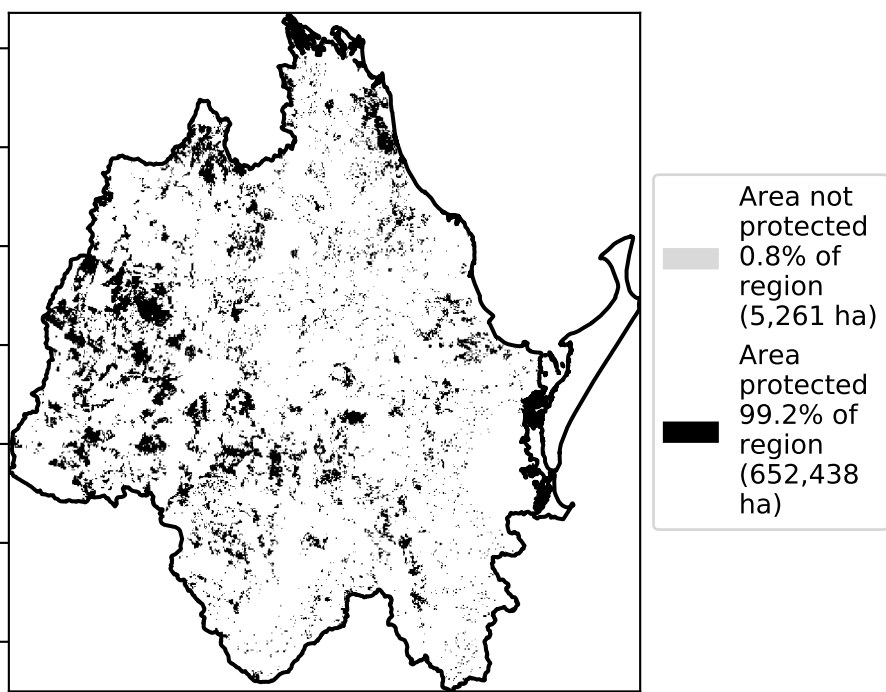 Area not
protected
0.8% of
region
(5,261 ha)
Area
protected
99.2% of
region
(652,438
ha)